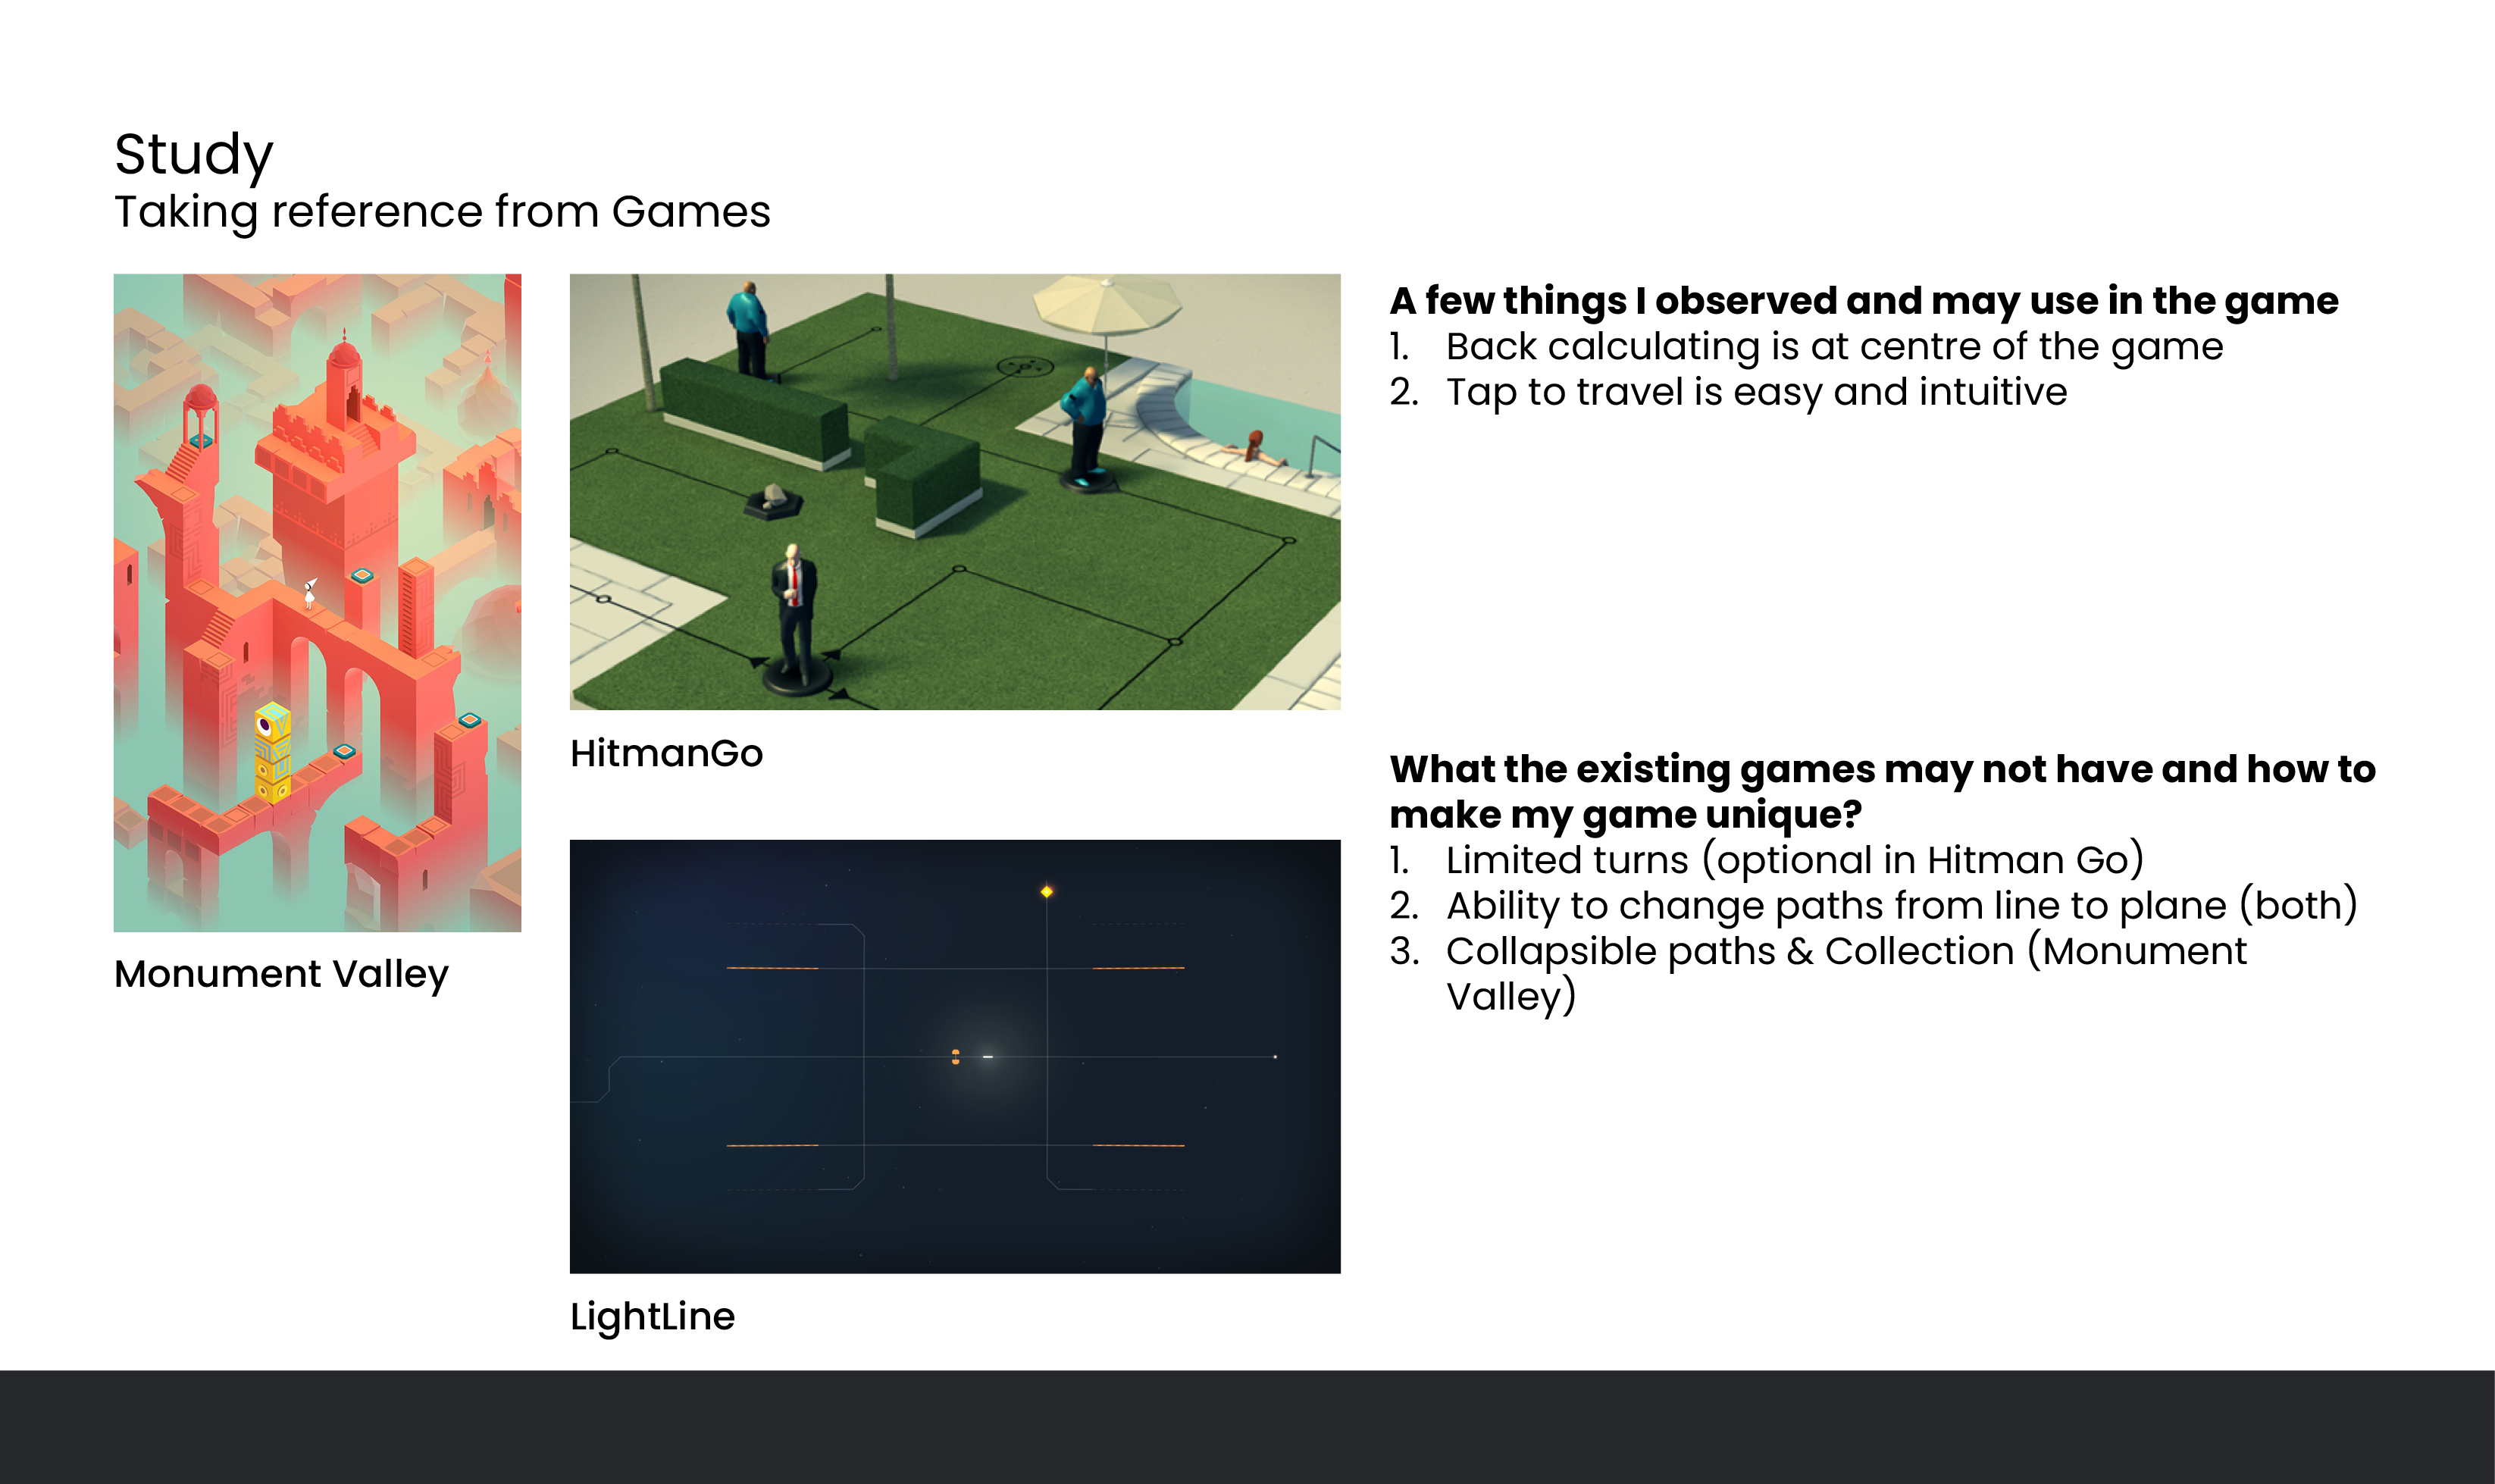 Study
Taking reference from Games
A few things I observed and may use in the game
1. Back calculating is at centre of the game
2. Tap to travel is easy and intuitive
HitmanGo
What the existing games may not have and how to
make my game unique?
1. Limited turns (optional in Hitman Go)
2. Ability to change paths from line to plane (both)
3. Collapsible paths & Collection (Monument
Valley)
Monument Valley
LightLine